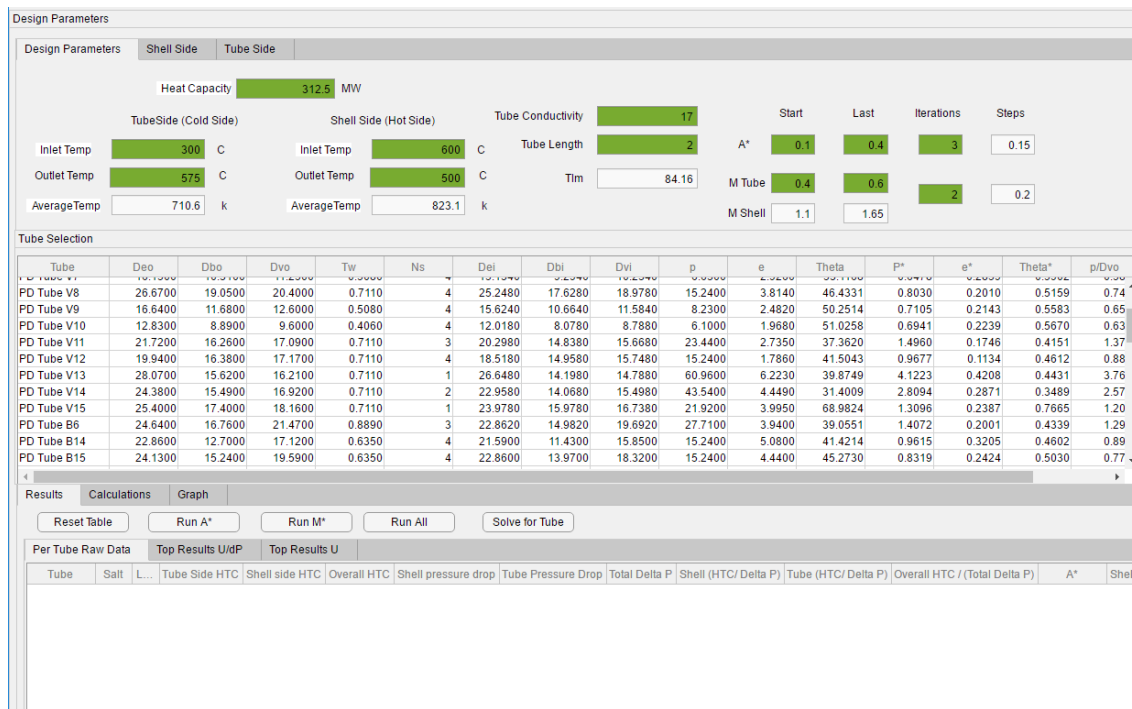 Design Parameters
Design Parameters Shell Side Tube Side
Heat Capacity 312.5 MW
TubeSide (Cold Side) Shell Side (Hot Side) Tube Conductivity 17 Start Last Iterations Steps
Inlet Temp 300 C Inlet Temp 600 C Tube Length 2 A* 0.1 0.4 3 0.15
Outlet Temp 575 C Outlet Temp 500 C Tlm 84.16 M Tube 0.4 0.6 2 0.2
AverageTemp 710.6 k AverageTemp 823.1 k M Shell 1.1 1.65
Tube Selection
Tube Deo Dbo Dvo Tw Ns Dei Dbi Dvi p e Theta P* e* Theta* p/Dvo
PD Tube V8 26.6700 19.0500 20.4000 0.7110 4 25.2480 17.6280 18.9780 15.2400 3.8140 46.4331 0.8030 0.2010 0.5159 0.74
PD Tube V9 16.6400 11.6800 12.6000 0.5080 4 15.6240 10.6640 11.5840 8.2300 2.4820 50.2514 0.7105 0.2143 0.5583 0.65
PD Tube V10 12.8300 8.8900 9.6000 0.4060 4 12.0180 8.0780 8.7880 6.1000 1.9680 51.0258 0.6941 0.2239 0.5670 0.63
PD Tube V11 21.7200 16.2600 17.0900 0.7110 3 20.2980 14.8380 15.6680 23.4400 2.7350 37.3620 1.4960 0.1746 0.4151 1.37
PD Tube V12 19.9400 16.3800 17.1700 0.7110 4 18.5180 14.9580 15.7480 15.2400 1.7860 41.5043 0.9677 0.1134 0.4612 0.88
PD Tube V13 28.0700 15.6200 16.2100 0.7110 1 26.6480 14.1980 14.7880 60.9600 6.2230 39.8749 4.1223 0.4208 0.4431 3.76
PD Tube V14 24.3800 15.4900 16.9200 0.7110 2 22.9580 14.0680 15.4980 43.5400 4.4490 31.4009 2.8094 0.2871 0.3489 2.57
PD Tube V15 25.4000 17.4000 18.1600 0.7110 1 23.9780 15.9780 16.7380 21.9200 3.9950 68.9824 1.3096 0.2387 0.7665 1.20
PD Tube B6 24.6400 16.7600 21.4700 0.8890 3 22.8620 14.9820 19.6920 27.7100 3.9400 39.0551 1.4072 0.2001 0.4339 1.29
PD Tube B14 22.8600 12.7000 17.1200 0.6350 4 21.5900 11.4300 15.8500 15.2400 5.0800 41.4214 0.9615 0.3205 0.4602 0.89
PD Tube B15 24.1300 15.2400 19.5900 0.6350 4 22.8600 13.9700 18.3200 15.2400 4.4400 45.2730 0.8319 0.2424 0.5030 0.77
Results Calculations Graph
Reset Table Run A* Run M* Run All Solve for Tube
Per Tube Raw Data Top Results U/dP Top Results U
Tube Salt L... Tube Side HTC Shell side HTC Overall HTC Shell pressure drop Tube Pressure Drop Total Delta P Shell (HTC/ Delta P) Tube (HTC/ Delta P) Overall HTC / (Total Delta P) A* Shel